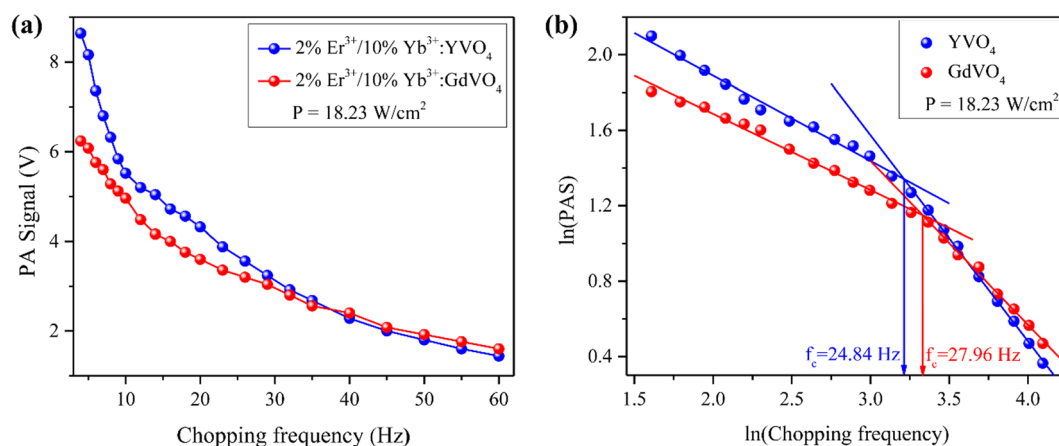 (a)
2% Er³⁺/10% Yb³⁺:YVO₄
2% Er³⁺/10% Yb³⁺:GdVO₄
P = 18.23 W/cm²
PA Signal (V)
8
6
4
2
10 20 30 40 50 60
Chopping frequency (Hz)
(b)
YVO₄
GdVO₄
P = 18.23 W/cm²
ln(PAS)
2.0
1.6
1.2
0.8
0.4
f_c=24.84 Hz
f_c=27.96 Hz
1.5 2.0 2.5 3.0 3.5 4.0
ln(Chopping frequency)